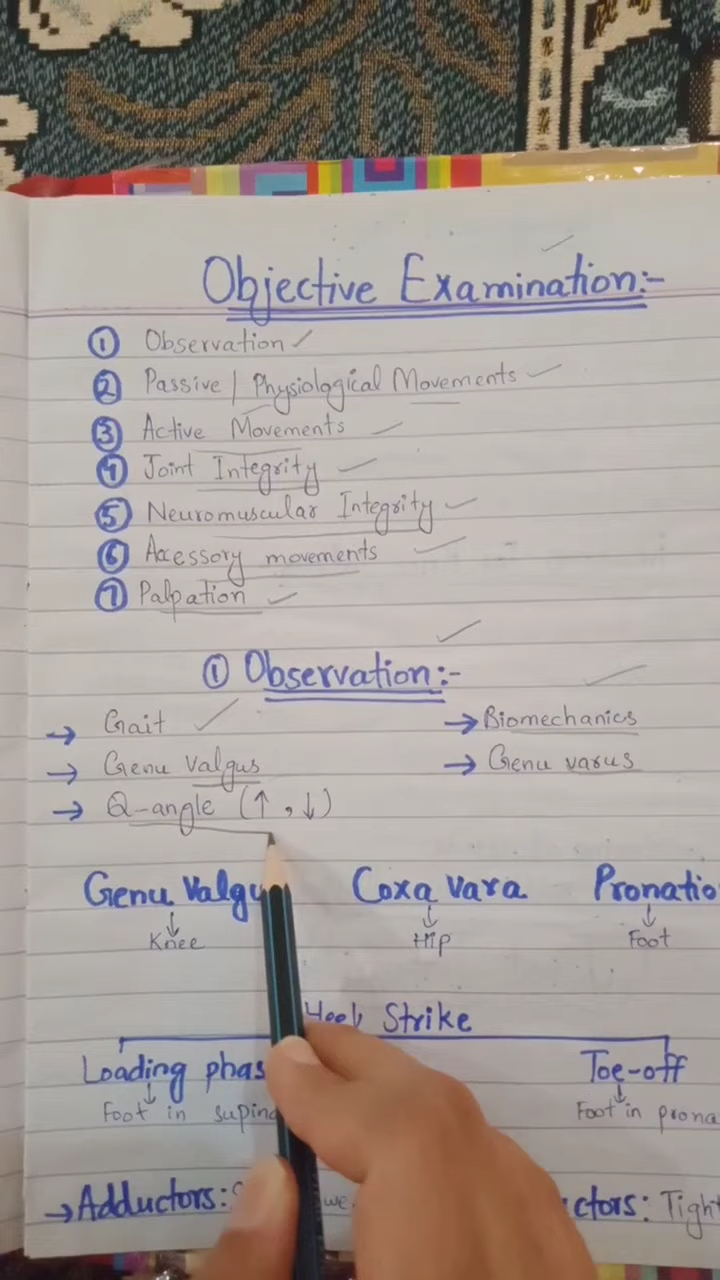 Objective Examination:-
① Observation ✓
② Passive / Physiological Movements
③ Active Movements
④ Joint Integrity
⑤ Neuromuscular Integrity
⑥ Accessory movements
⑦ Palpation
① Observation:-
→ Gait → Biomechanics
→ Genu Valgus → Genu varus
→ Q-angle (↑, ↓)
Genu Valgu Coxa vara Pronatio
↓ ↓ ↓
Knee Hip Foot
Strike
Loading phas Toe-off
↓ ↓
Foot in supin Foot in prona
→ Adductors: we ctors: Tight